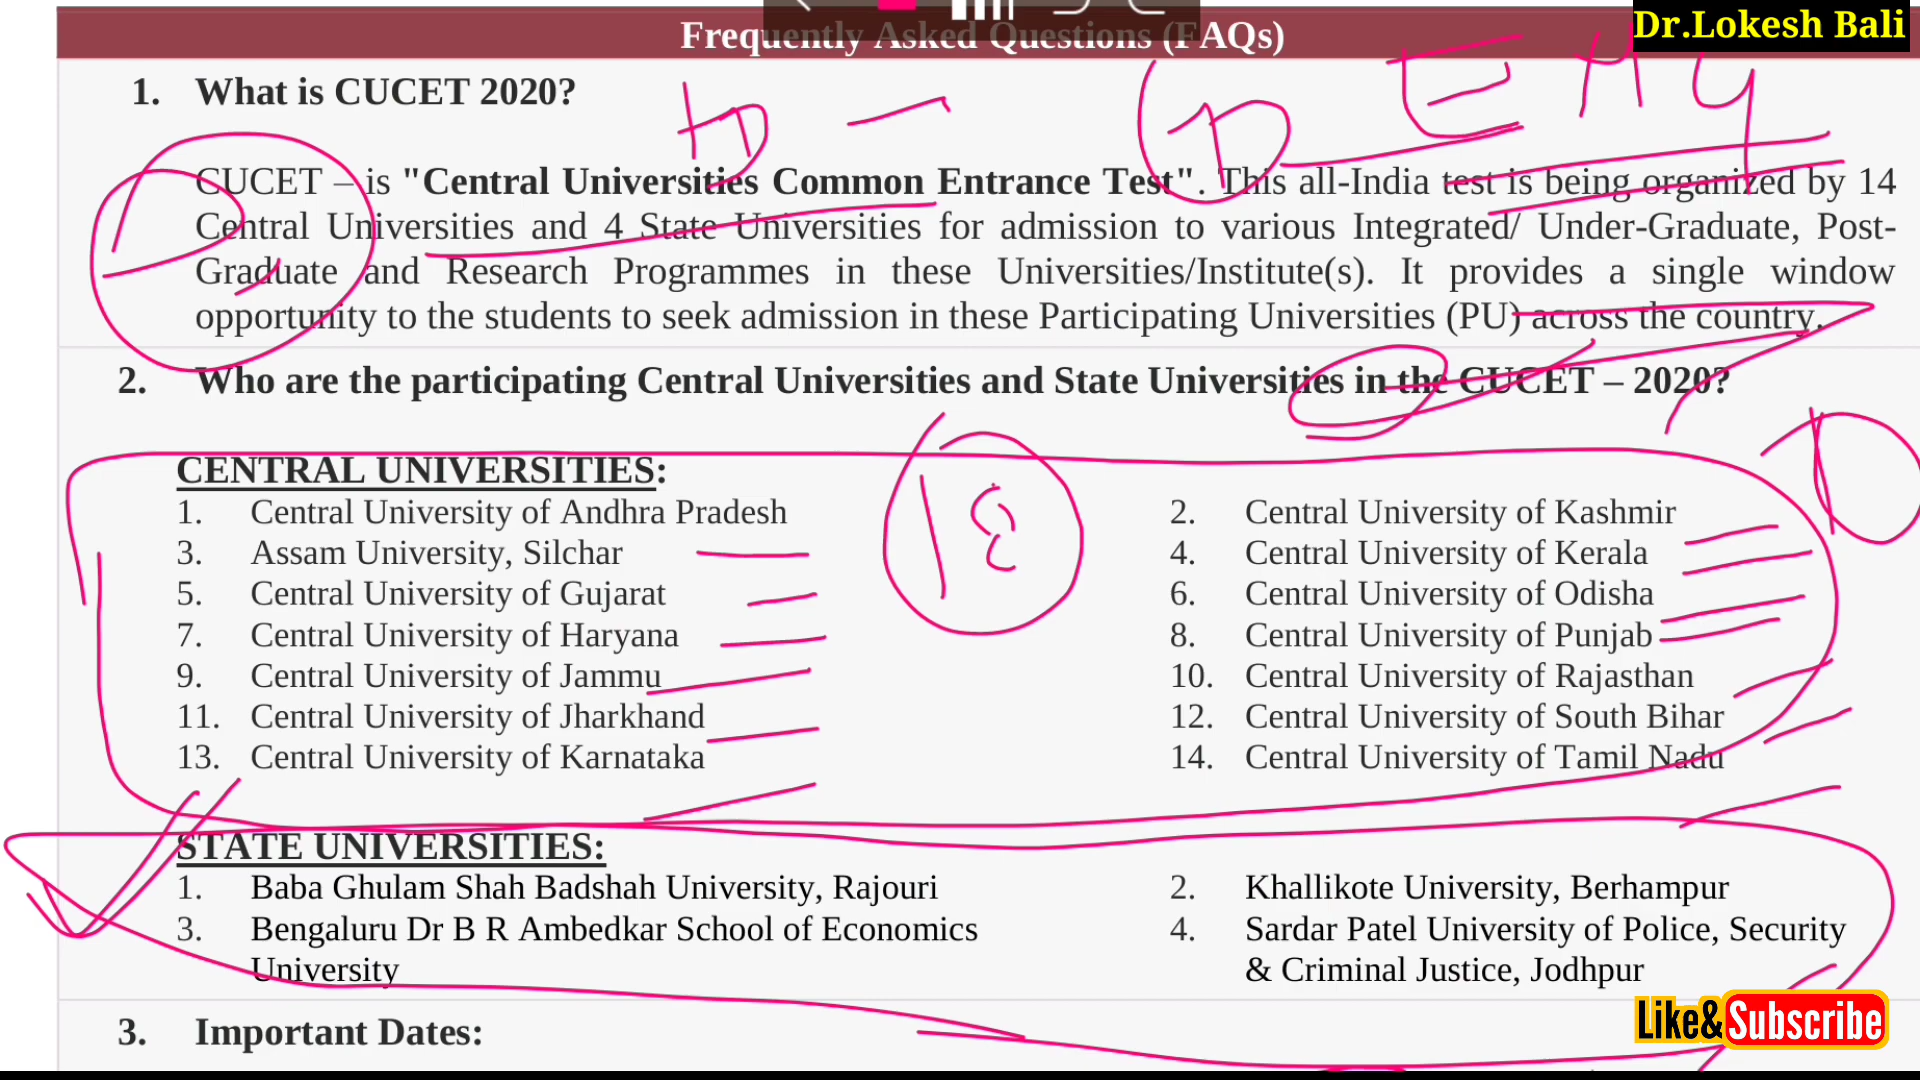 Frequently Asked Questions (FAQs)
Dr.Lokesh Bali
1. What is CUCET 2020?
CUCET – is "Central Universities Common Entrance Test". This all-India test is being organized by 14
Central Universities and 4 State Universities for admission to various Integrated/ Under-Graduate, Post-
Graduate and Research Programmes in these Universities/Institute(s). It provides a single window
opportunity to the students to seek admission in these Participating Universities (PU) across the country.
2. Who are the participating Central Universities and State Universities in the CUCET – 2020?
18
CENTRAL UNIVERSITIES:
1. Central University of Andhra Pradesh 2. Central University of Kashmir
3. Assam University, Silchar 4. Central University of Kerala
5. Central University of Gujarat 6. Central University of Odisha
7. Central University of Haryana 8. Central University of Punjab
9. Central University of Jammu 10. Central University of Rajasthan
11. Central University of Jharkhand 12. Central University of South Bihar
13. Central University of Karnataka 14. Central University of Tamil Nadu
STATE UNIVERSITIES:
1. Baba Ghulam Shah Badshah University, Rajouri 2. Khallikote University, Berhampur
3. Bengaluru Dr B R Ambedkar School of Economics 4. Sardar Patel University of Police, Security
University & Criminal Justice, Jodhpur
3. Important Dates:
Like& Subscribe